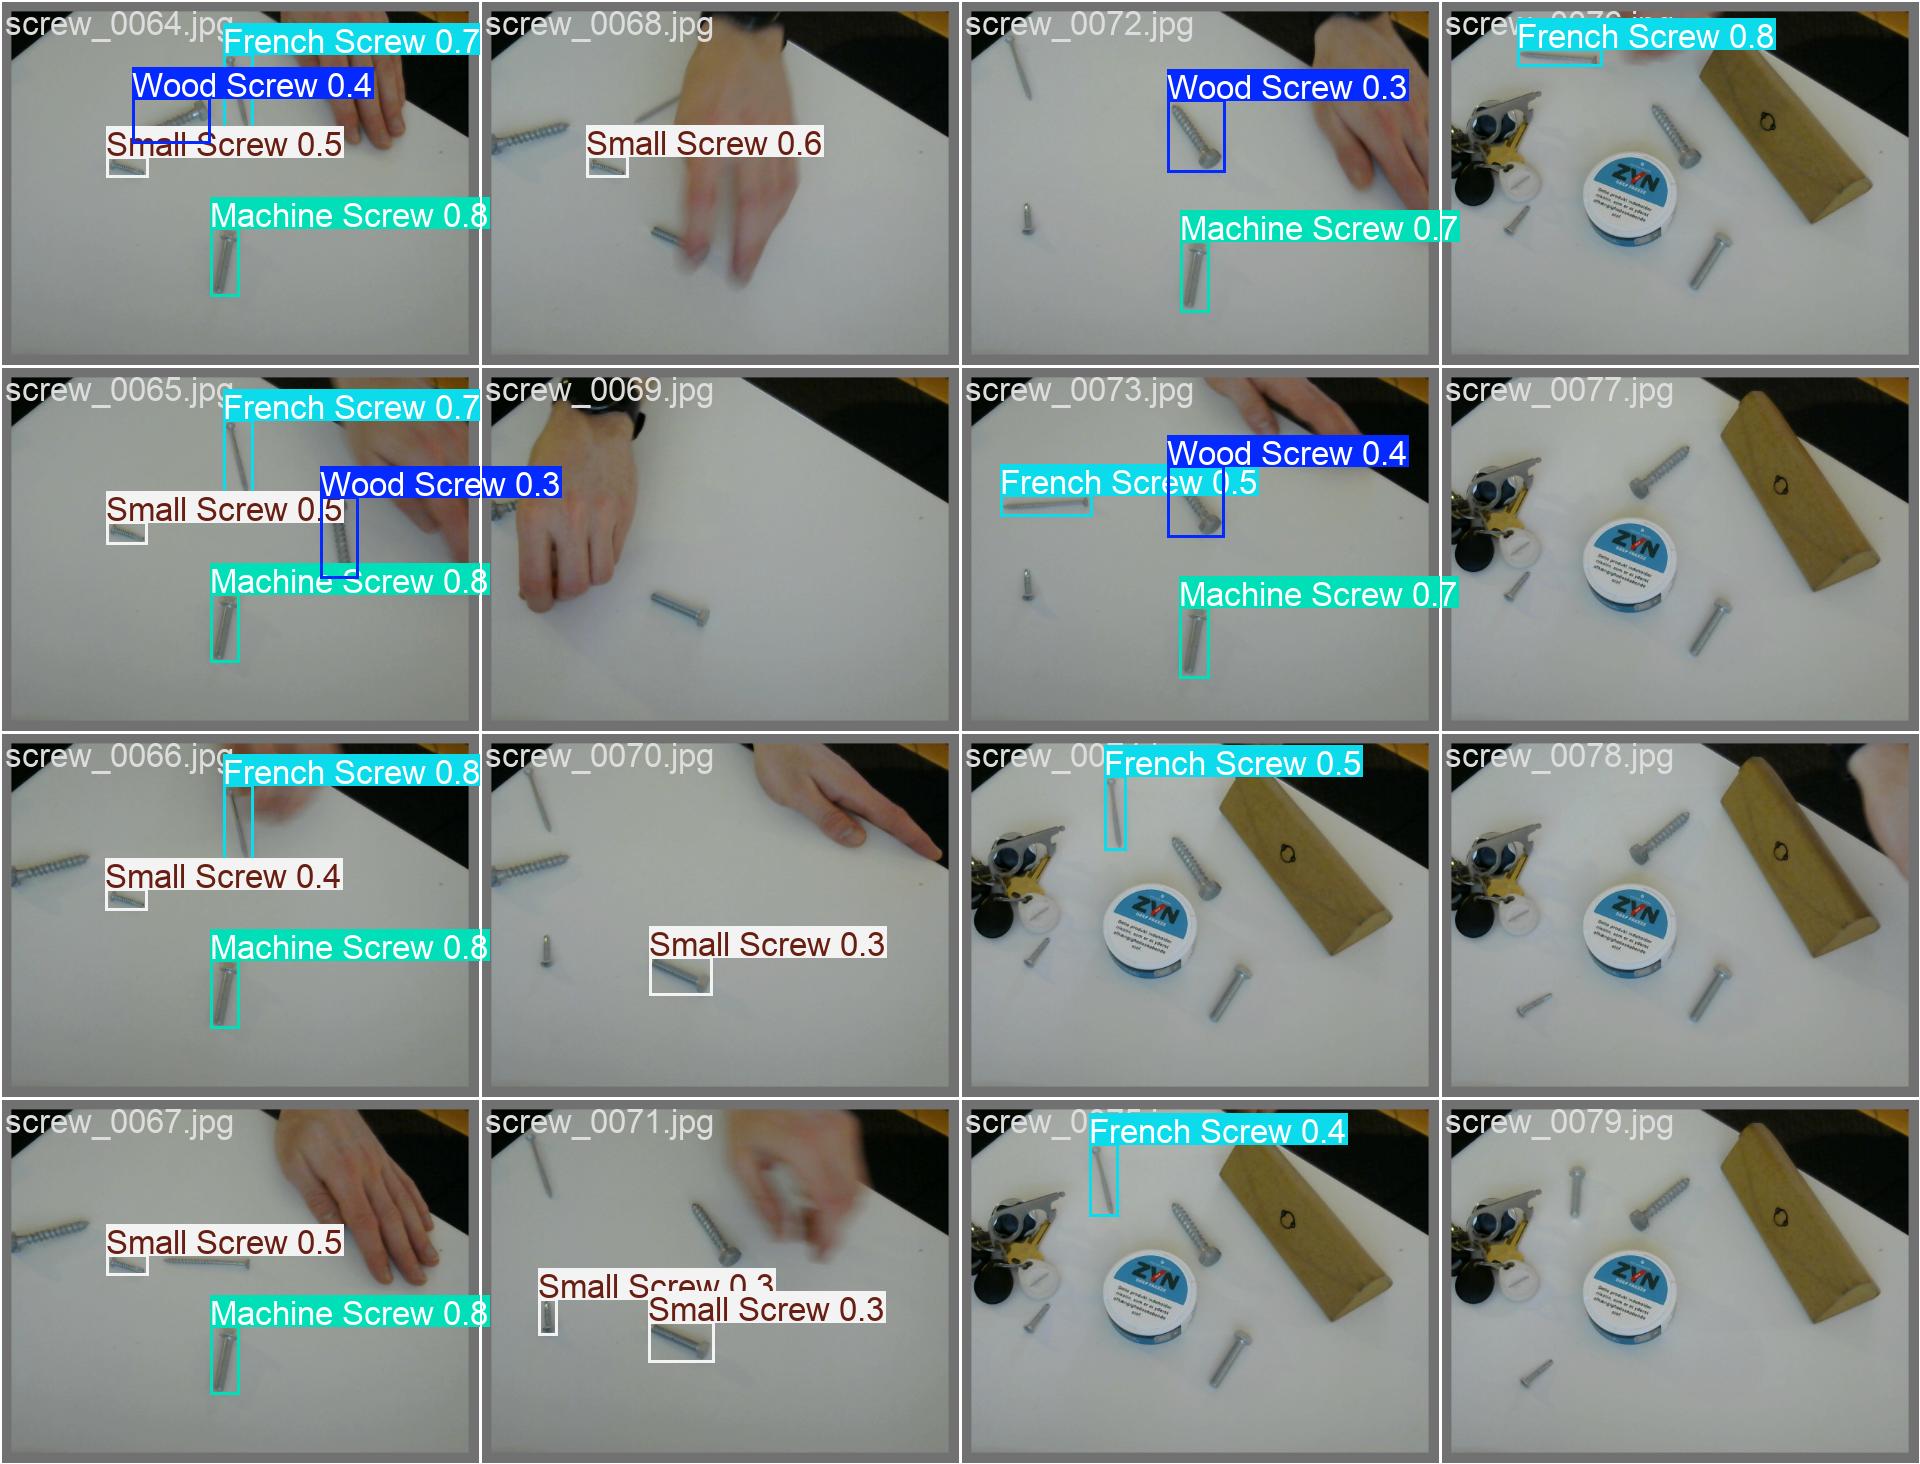 screw_0064.jpg
French Screw 0.7
Wood Screw 0.4
Small Screw 0.5
Machine Screw 0.8
screw_0068.jpg
Small Screw 0.6
screw_0072.jpg
Wood Screw 0.3
Machine Screw 0.7
French Screw 0.8
ZYN
screw_0065.jpg
French Screw 0.7
Wood Screw 0.3
Small Screw 0.5
Machine Screw 0.8
screw_0069.jpg
screw_0073.jpg
Wood Screw 0.4
French Screw 0.5
Machine Screw 0.7
screw_0077.jpg
ZYN
screw_0066.jpg
French Screw 0.8
Small Screw 0.4
Machine Screw 0.8
screw_0070.jpg
Small Screw 0.3
French Screw 0.5
ZYN
screw_0078.jpg
ZYN
screw_0067.jpg
Small Screw 0.5
Machine Screw 0.8
screw_0071.jpg
Small Screw 0.3
Small Screw 0.3
French Screw 0.4
ZYN
screw_0079.jpg
ZYN